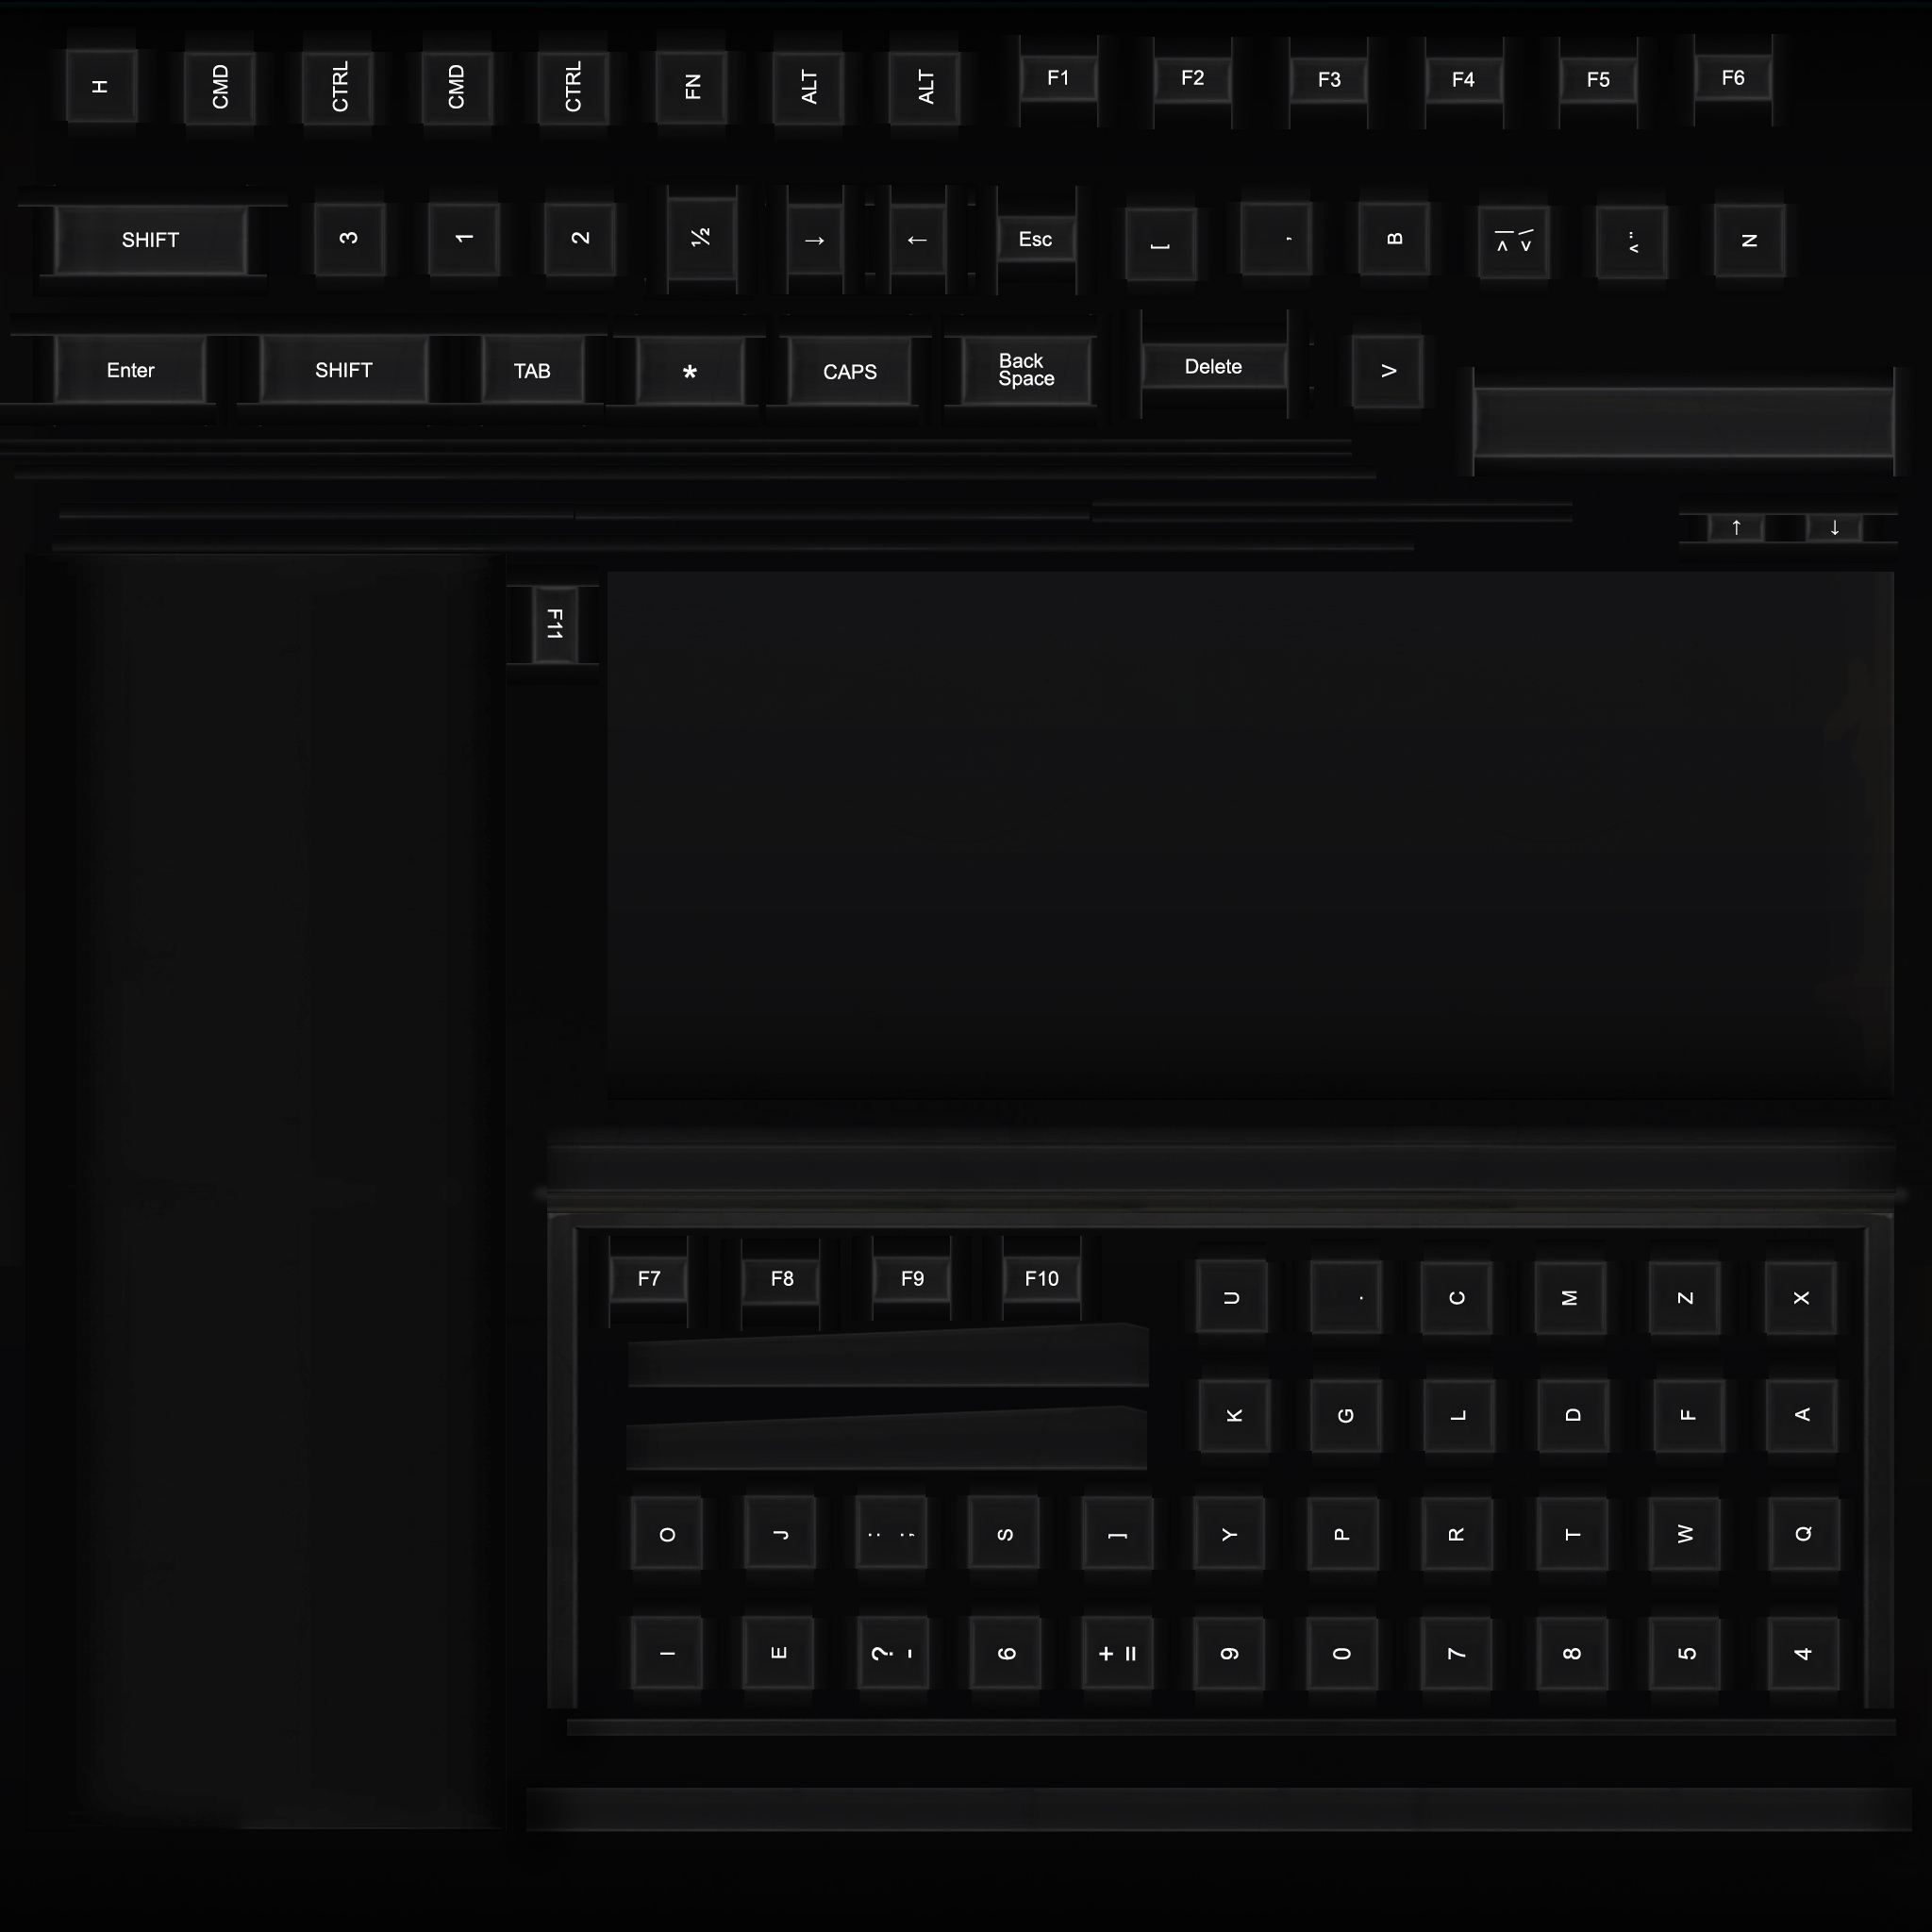 H CMD CTRL CMD CTRL FN ALT ALT F1 F2 F3 F4 F5 F6
SHIFT 3 1 2 ½ → ← Esc [ , B N
Enter SHIFT TAB * CAPS Back Space Delete V
↑ ↓
F11
F7 F8 F9 F10
U . C M Z X
K G L D F A
O J S ] Y P R T W Q
I E ? - 6 + = 9 0 7 8 5 4